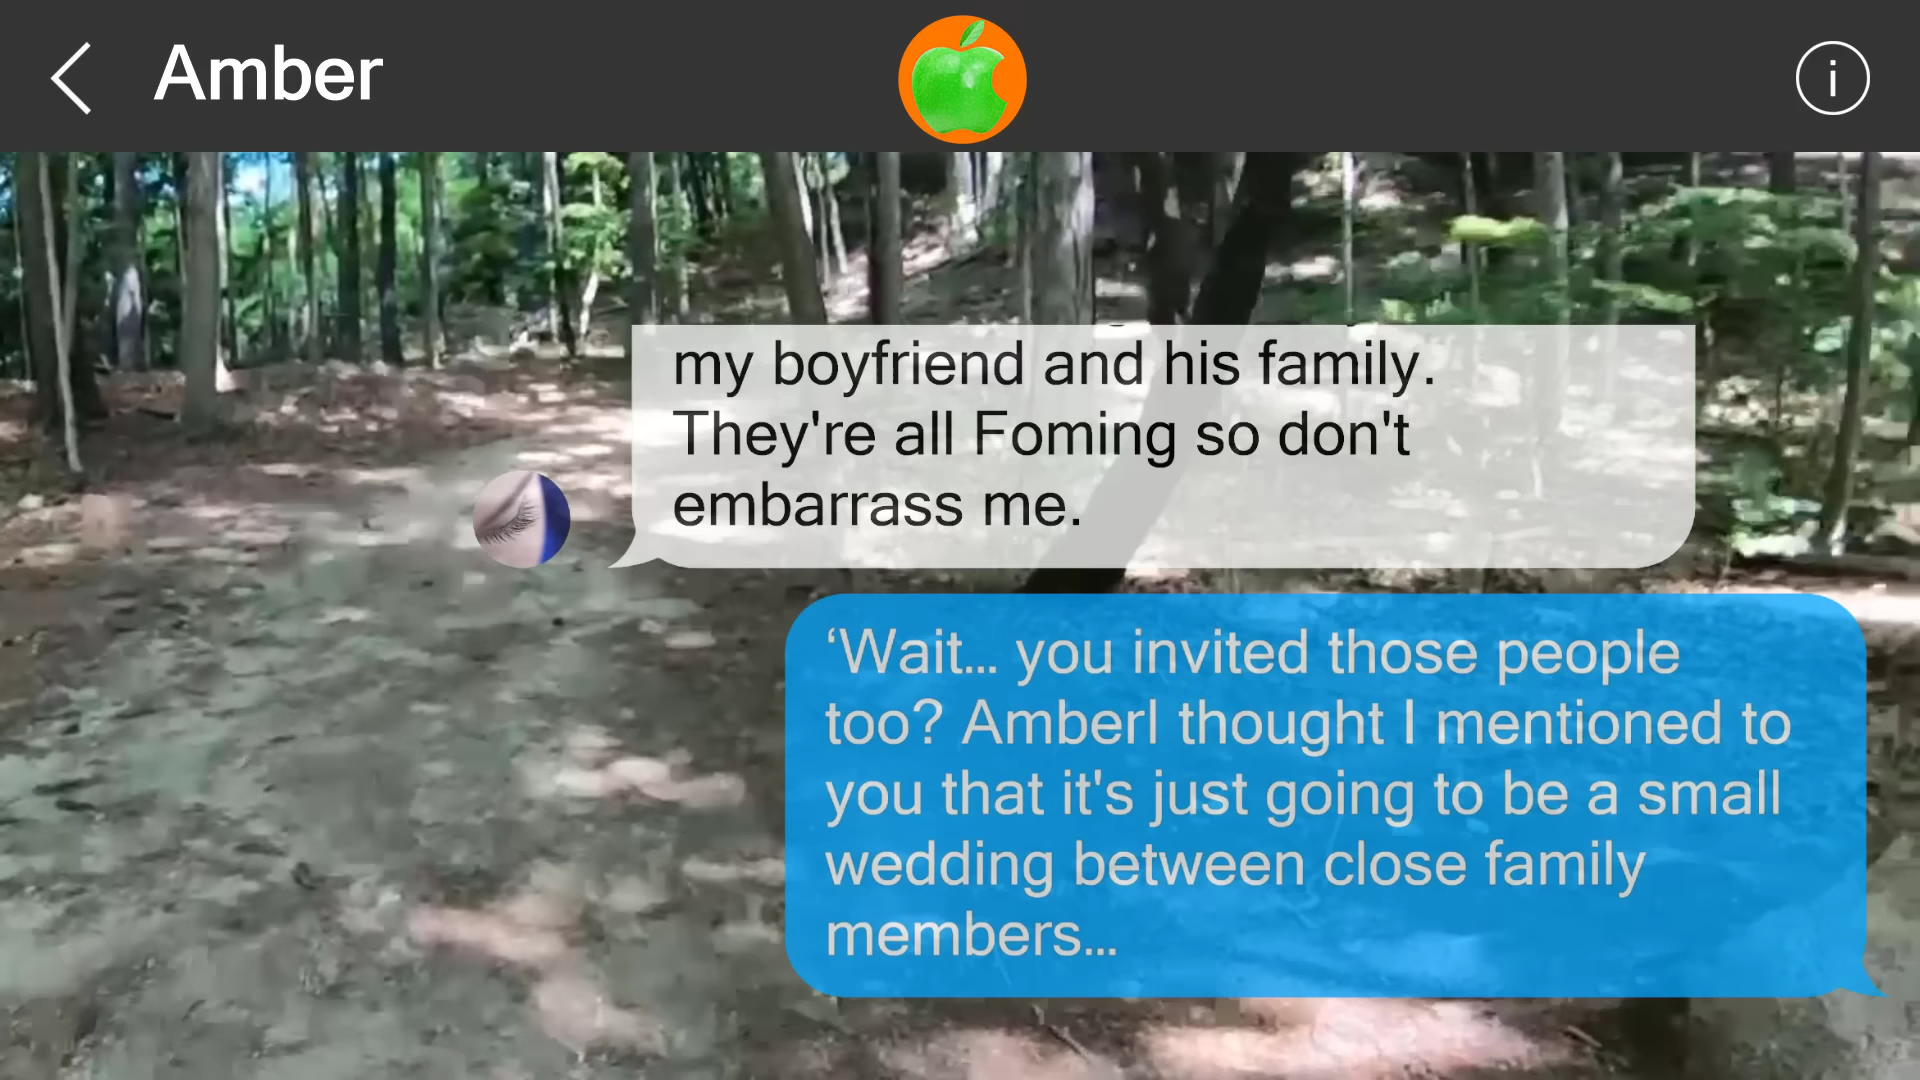 Amber
i
my boyfriend and his family.
They're all Foming so don't
embarrass me.
‘Wait... you invited those people
too? Amberl thought I mentioned to
you that it's just going to be a small
wedding between close family
members...